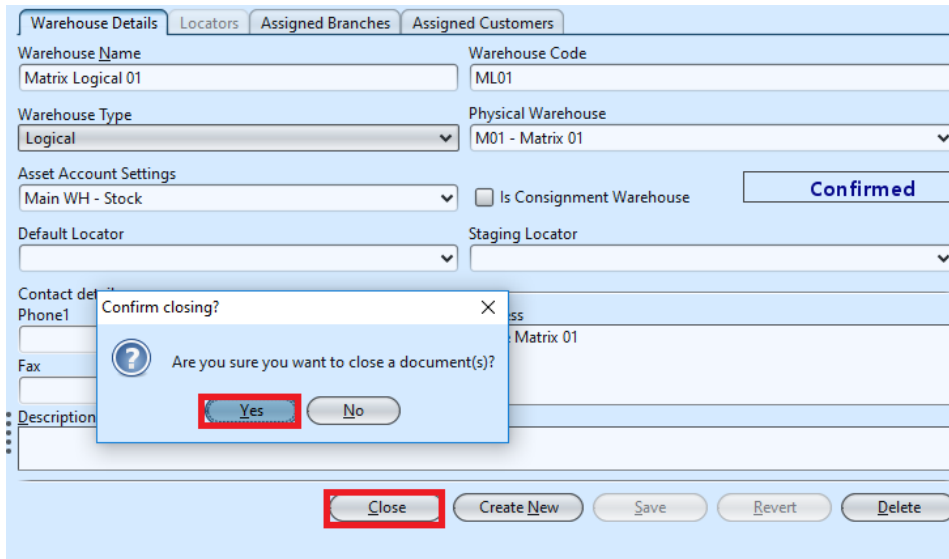 Warehouse Details Locators Assigned Branches Assigned Customers
Warehouse Name Warehouse Code
Matrix Logical 01 ML01
Warehouse Type Physical Warehouse
Logical M01 - Matrix 01
Asset Account Settings
Main WH - Stock Is Consignment Warehouse Confirmed
Default Locator Staging Locator
Contact
Confirm closing?
Phone1
Matrix 01
Are you sure you want to close a document(s)?
Fax
Yes No
Description
Close Create New Save Revert Delete